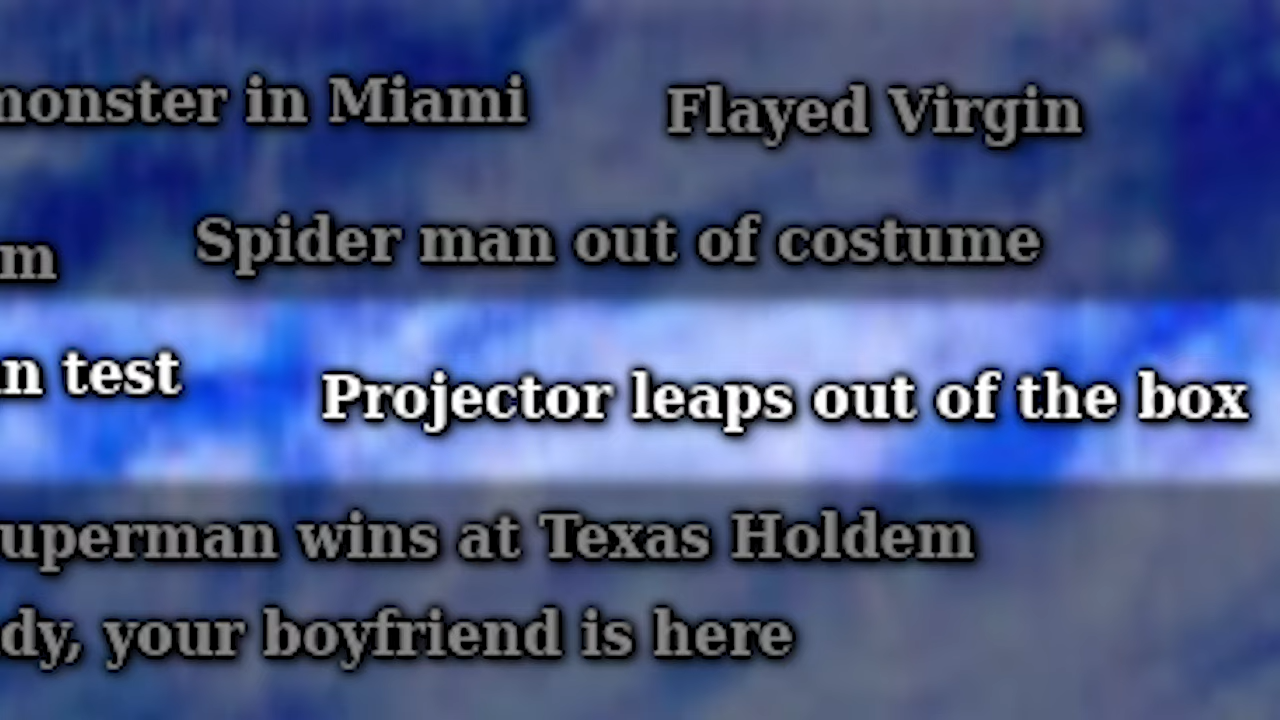 monster in Miami Flayed Virgin
m Spider man out of costume
n test Projector leaps out of the box
uperman wins at Texas Holdem
dy, your boyfriend is here